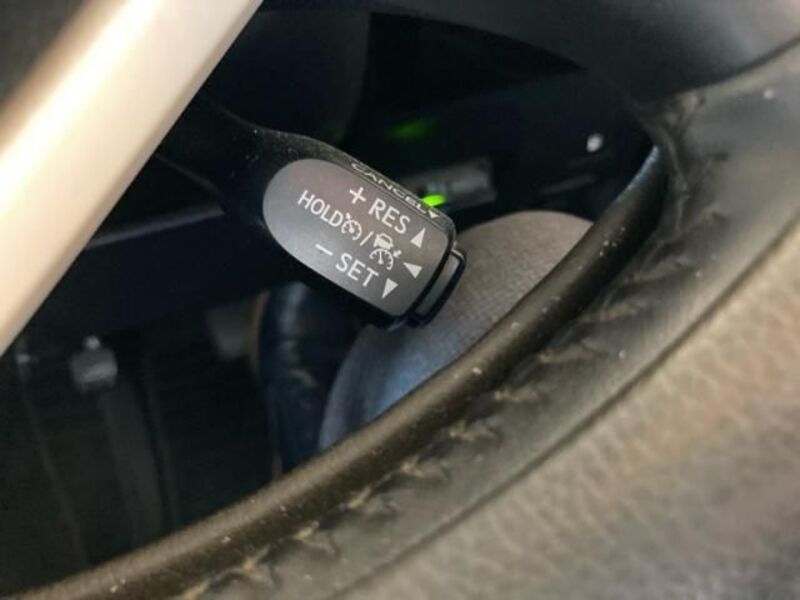 CANCEL
+ RES
HOLD /
- SET